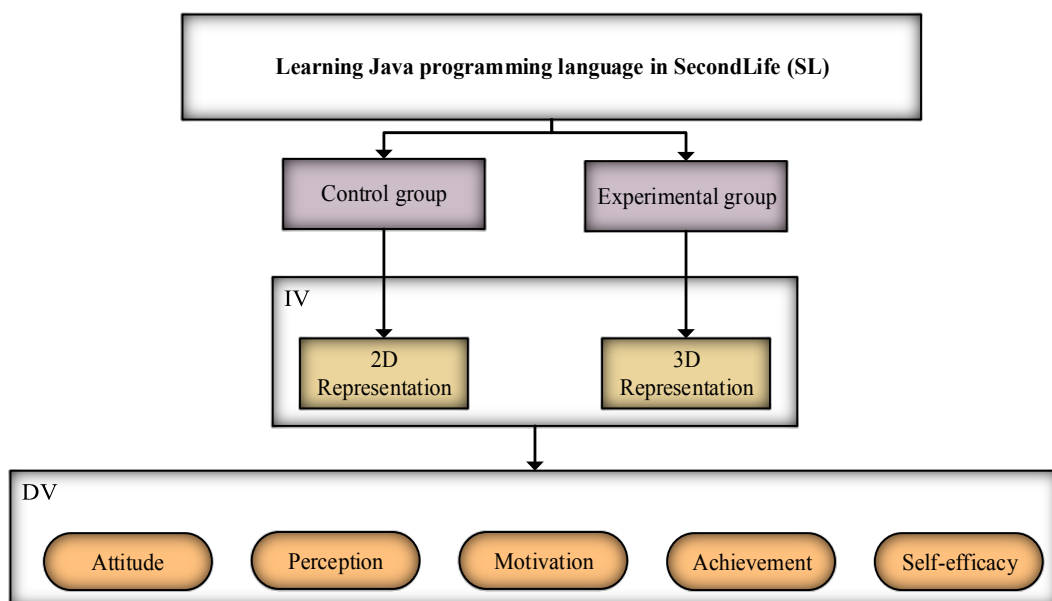 Learning Java programming language in SecondLife (SL)
Control group
Experimental group
IV
2D
Representation
3D
Representation
DV
Attitude
Perception
Motivation
Achievement
Self-efficacy